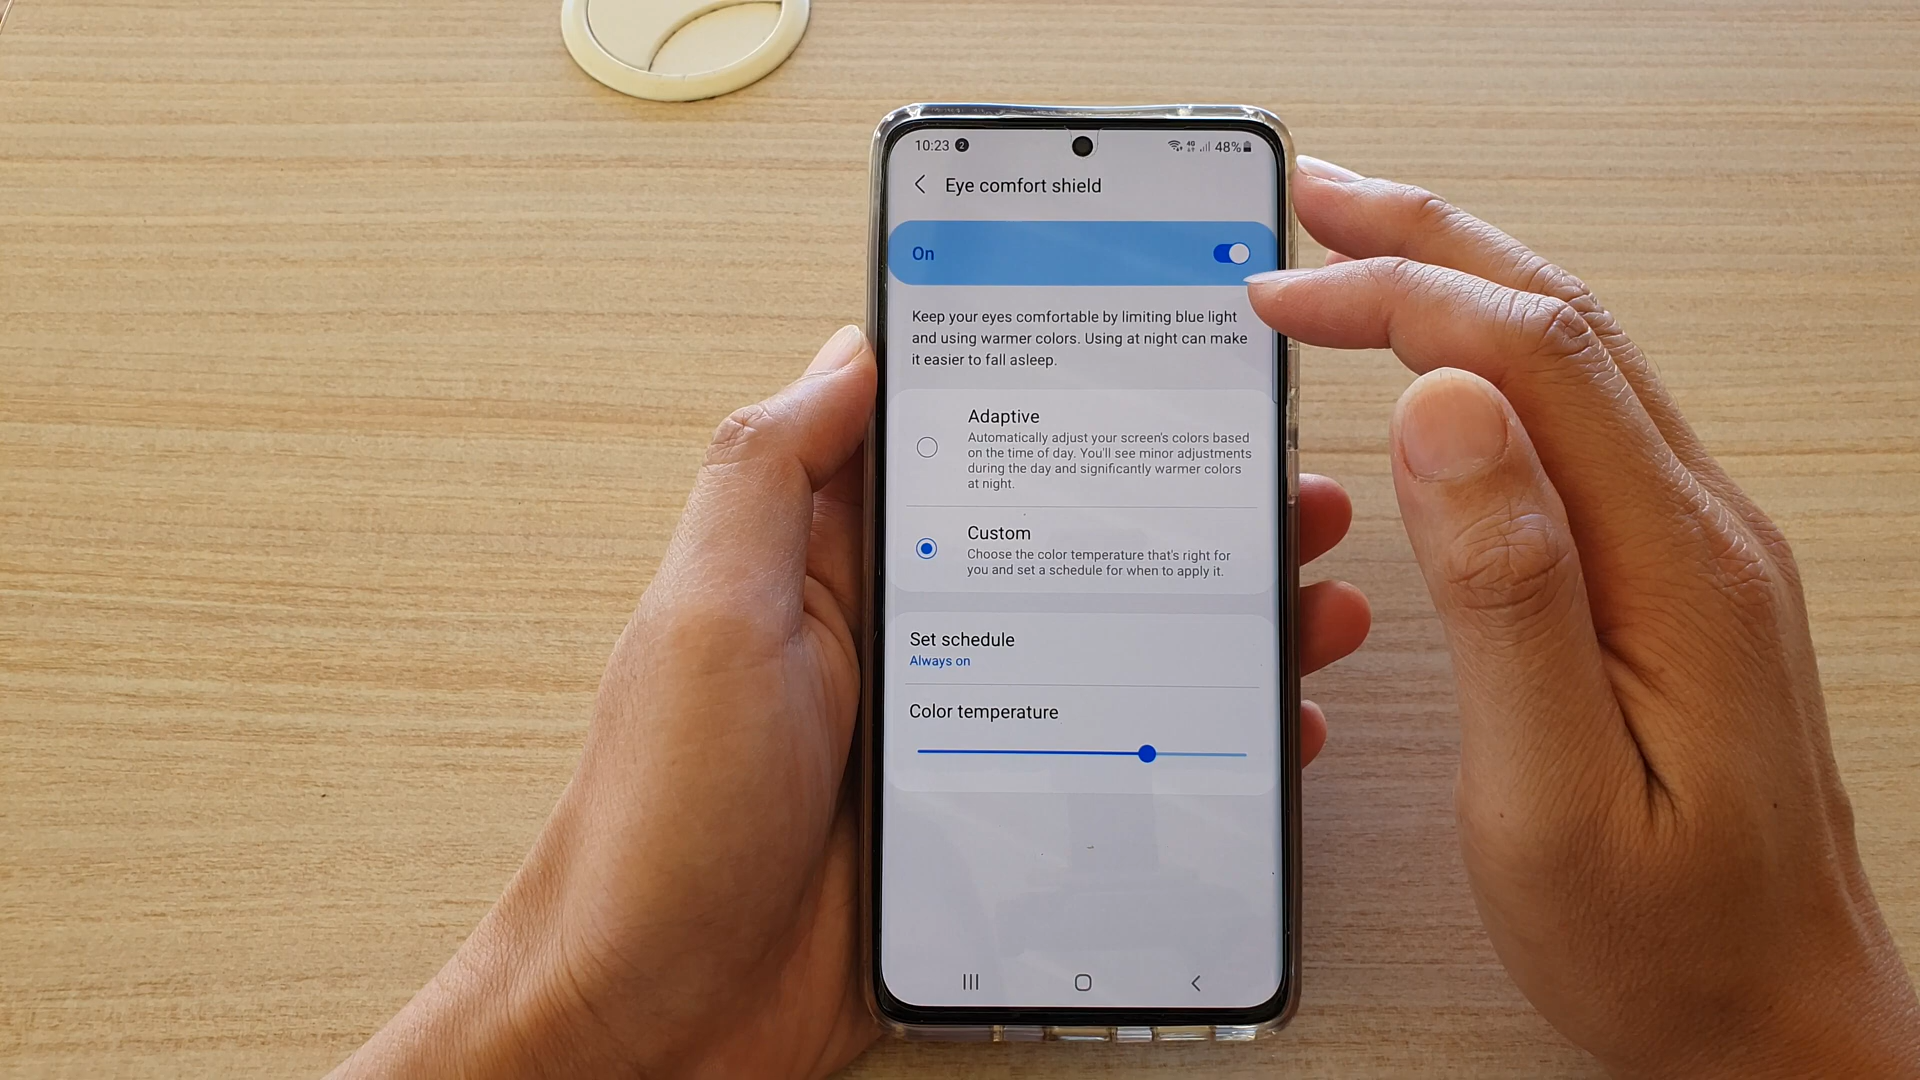 10:23 2 4G 48%
Eye comfort shield
On
Keep your eyes comfortable by limiting blue light
and using warmer colors. Using at night can make
it easier to fall asleep.
Adaptive
Automatically adjust your screen's colors based
on the time of day. You'll see minor adjustments
during the day and significantly warmer colors
at night.
Custom
Choose the color temperature that's right for
you and set a schedule for when to apply it.
Set schedule
Always on
Color temperature